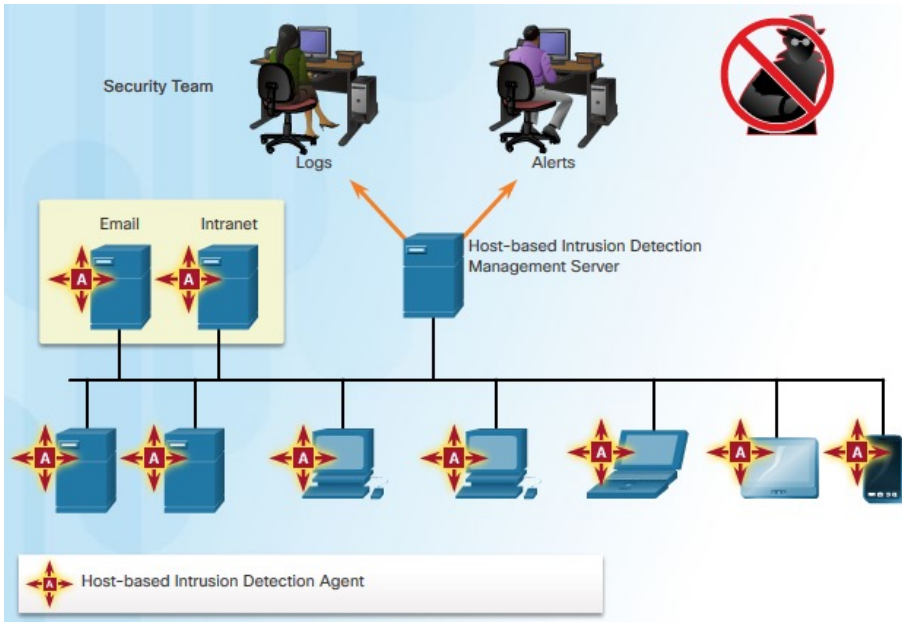 Security Team
Logs
Alerts
Email
Intranet
Host-based Intrusion Detection
Management Server
A
A
A
A
A
A
A
A
A
A
Host-based Intrusion Detection Agent